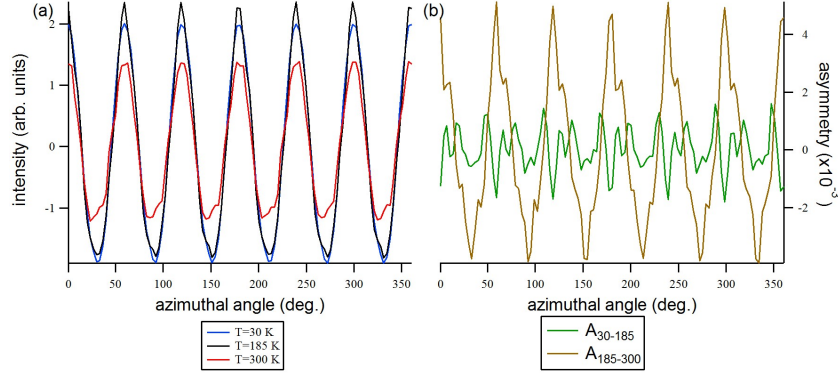 (a)
2
1
0
-1
intensity (arb. units)
0
50
100
150
200
250
300
350
azimuthal angle (deg.)
T=30 K
T=185 K
T=300 K
(b)
4
2
0
-2
asymmetry (x10⁻³)
0
50
100
150
200
250
300
350
azimuthal angle (deg.)
A₃₀₋₁₈₅
A₁₈₅₋₃₀₀